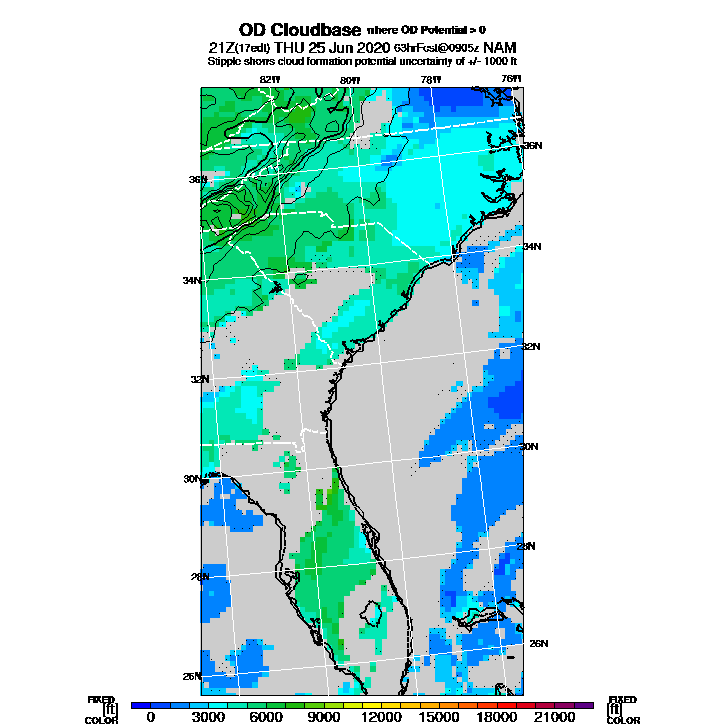 OD Cloudbase where OD Potential > 0
21Z(17edt) THU 25 Jun 2020 63hrFcst@0905z NAM
Stipple shows cloud formation potential uncertainty of +/- 1000 ft
82W 80W 78W 76W
36N
36N
34N
34N
32N
32N
30N
30N
28N
28N
26N
26N
FIXED FIXED
[ft] [ft]
COLOR COLOR
0 3000 6000 9000 12000 15000 18000 21000